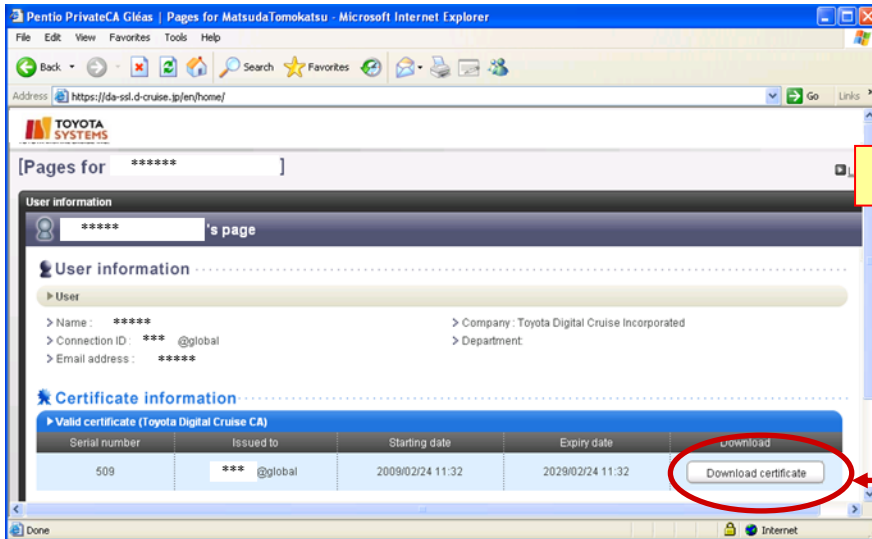 Pentio PrivateCA Gléas | Pages for MatsudaTomokatsu - Microsoft Internet Explorer
File Edit View Favorites Tools Help
Back Search Favorites
Address https://da-ssl.d-cruise.jp/en/home/ Go Links
TOYOTA
SYSTEMS
[Pages for ****** ]
User information
***** 's page
User information
User
Name : *****
Company : Toyota Digital Cruise Incorporated
Connection ID : *** @global
Department:
Email address : *****
Certificate information
Valid certificate (Toyota Digital Cruise CA)
Serial number Issued to Starting date Expiry date Download
509 *** @global 2009/02/24 11:32 2029/02/24 11:32 Download certificate
Done Internet